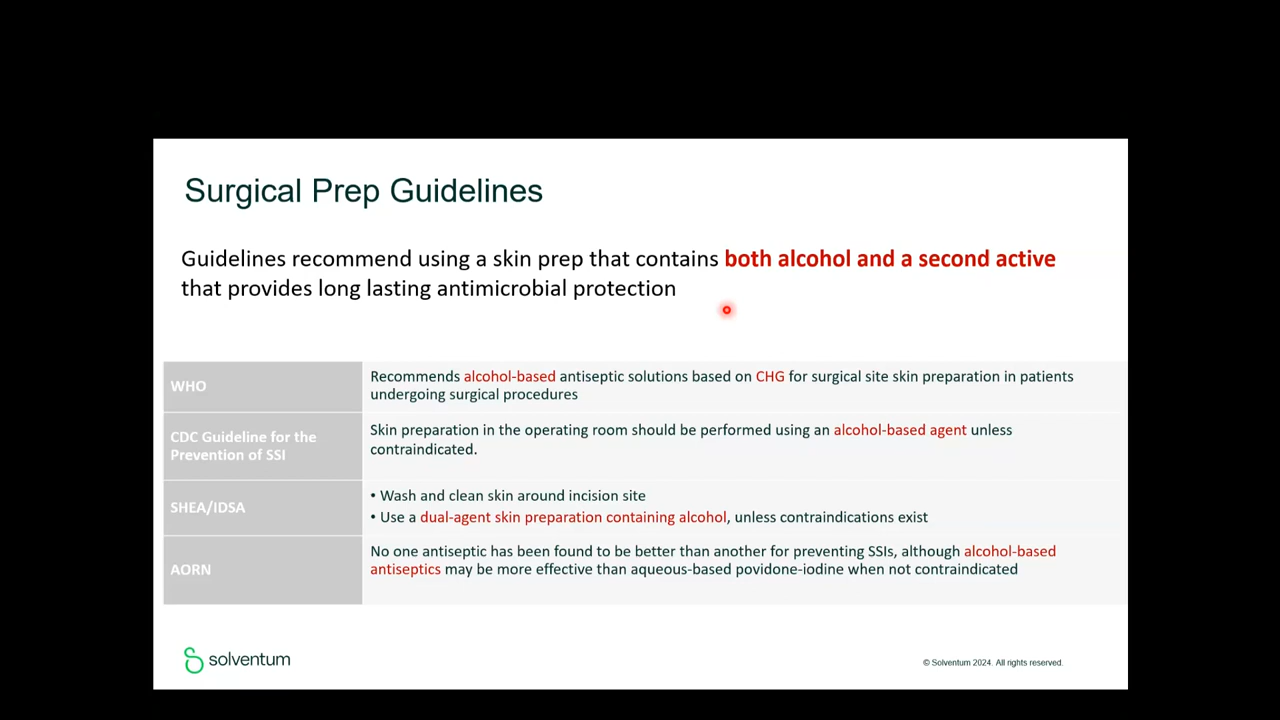 Surgical Prep Guidelines
Guidelines recommend using a skin prep that contains both alcohol and a second active
that provides long lasting antimicrobial protection
WHO
Recommends alcohol-based antiseptic solutions based on CHG for surgical site skin preparation in patients
undergoing surgical procedures
CDC Guideline for the
Prevention of SSI
Skin preparation in the operating room should be performed using an alcohol-based agent unless
contraindicated.
SHEA/IDSA
• Wash and clean skin around incision site
• Use a dual-agent skin preparation containing alcohol, unless contraindications exist
AORN
No one antiseptic has been found to be better than another for preventing SSIs, although alcohol-based
antiseptics may be more effective than aqueous-based povidone-iodine when not contraindicated
solventum
© Solventum 2024. All rights reserved.